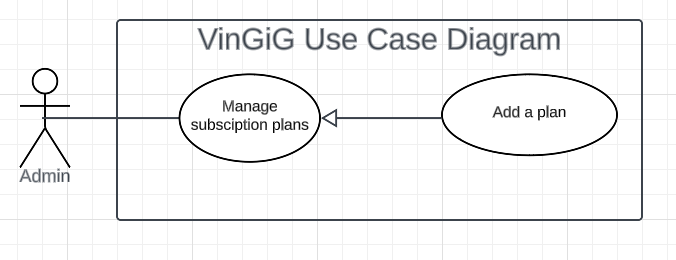 VinGiG Use Case Diagram
Manage
subsciption plans
Add a plan
Admin